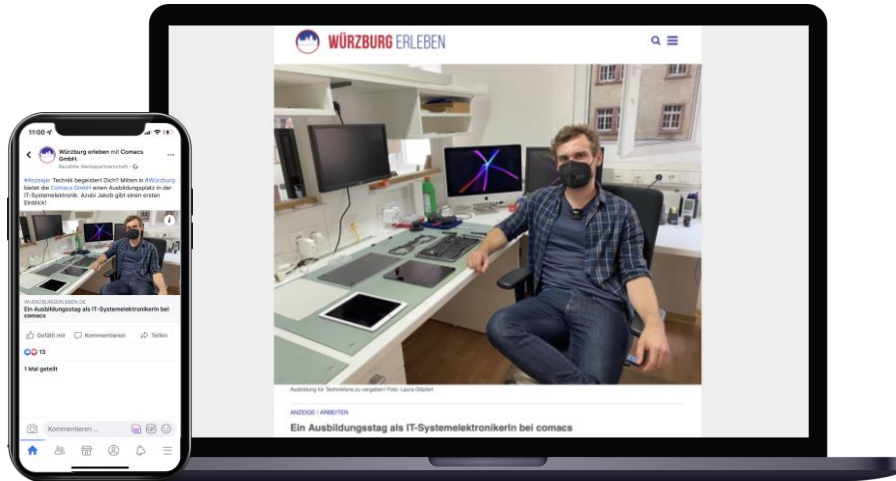 11:00
Würzburg erleben mit Comacs
GmbH.
Bezahlte Werbepartnerschaft
#Anzeige: Technik begeistert Dich? Mitten in #Würzburg
bietet die Comacs GmbH einen Ausbildungsplatz in der
IT-Systemelektronik. Azubi Jakob gibt einen ersten
Einblick!
WUERZBURGERLEBEN.DE
Ein Ausbildungsstag als IT-SystemelektronikerIn bei
comacs
Gefällt mir Kommentieren Teilen
13
1 Mal geteilt
Kommentieren ...
GIF
WÜRZBURG ERLEBEN
Ausbildung für Technikfans zu vergeben! Foto: Laura
ANZEIGE | ARBEITEN
Ein Ausbildungsstag als IT-SystemelektronikerIn bei comacs